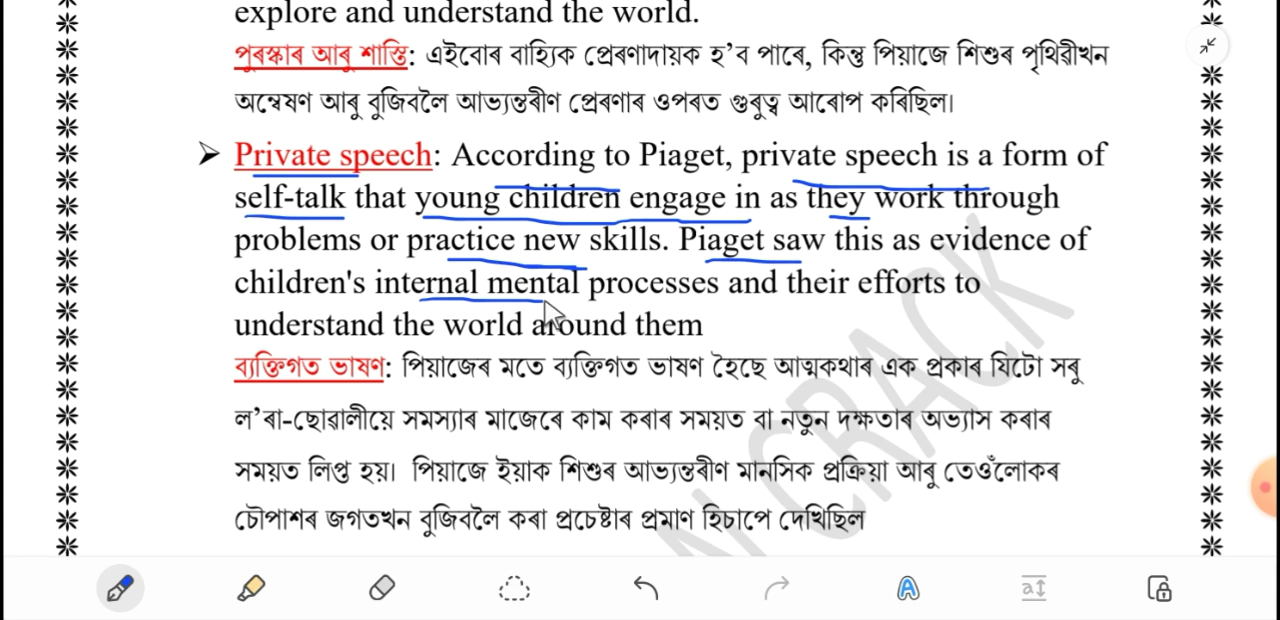 explore and understand the world.
পুৰস্কাৰ আৰু শাস্তি: এইবোৰ বাহ্যিক প্ৰেৰণাদায়ক হ’ব পাৰে, কিন্তু পিয়াজে শিশুৰ পৃথিৱীখন
অন্বেষণ আৰু বুজিবলৈ আভ্যন্তৰীণ প্ৰেৰণাৰ ওপৰত গুৰুত্ব আৰোপ কৰিছিল।
➤ Private speech: According to Piaget, private speech is a form of
self-talk that young children engage in as they work through
problems or practice new skills. Piaget saw this as evidence of
children's internal mental processes and their efforts to
understand the world around them
ব্যক্তিগত ভাষণ: পিয়াজেৰ মতে ব্যক্তিগত ভাষণ হৈছে আত্মকথাৰ এক প্ৰকাৰ যিটো সৰু
ল’ৰা-ছোৱালীয়ে সমস্যাৰ মাজেৰে কাম কৰাৰ সময়ত বা নতুন দক্ষতাৰ অভ্যাস কৰাৰ
সময়ত লিপ্ত হয়। পিয়াজে ইয়াক শিশুৰ আভ্যন্তৰীণ মানসিক প্ৰক্ৰিয়া আৰু তেওঁলোকৰ
চৌপাশৰ জগতখন বুজিবলৈ কৰা প্ৰচেষ্টাৰ প্ৰমাণ হিচাপে দেখিছিল
CRACK